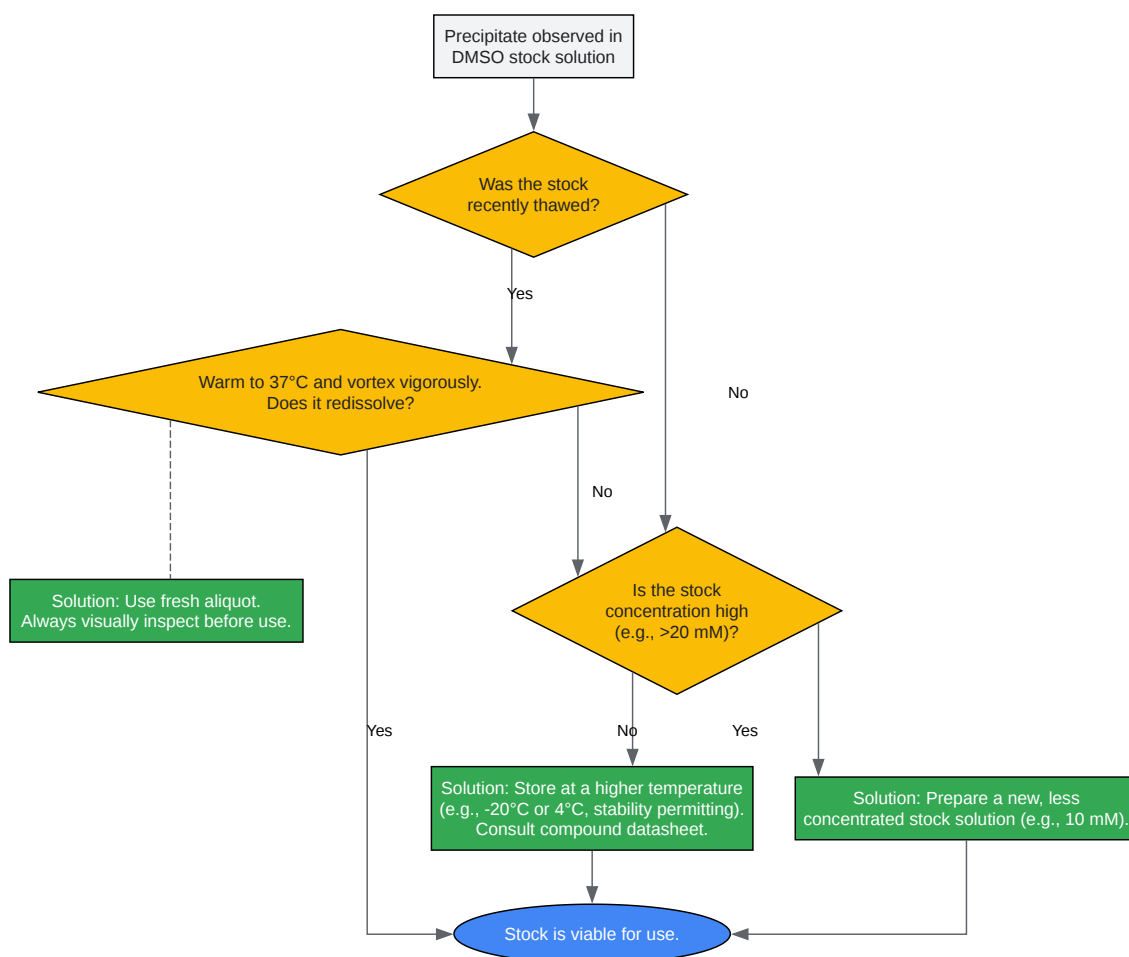 Precipitate observed in
DMSO stock solution
Was the stock
recently thawed?
Yes
Warm to 37°C and vortex vigorously.
Does it redissolve?
No
No
Is the stock
concentration high
(e.g., >20 mM)?
Solution: Use fresh aliquot.
Always visually inspect before use.
Yes
No
Yes
Solution: Store at a higher temperature
(e.g., -20°C or 4°C, stability permitting).
Consult compound datasheet.
Solution: Prepare a new, less
concentrated stock solution (e.g., 10 mM).
Stock is viable for use.